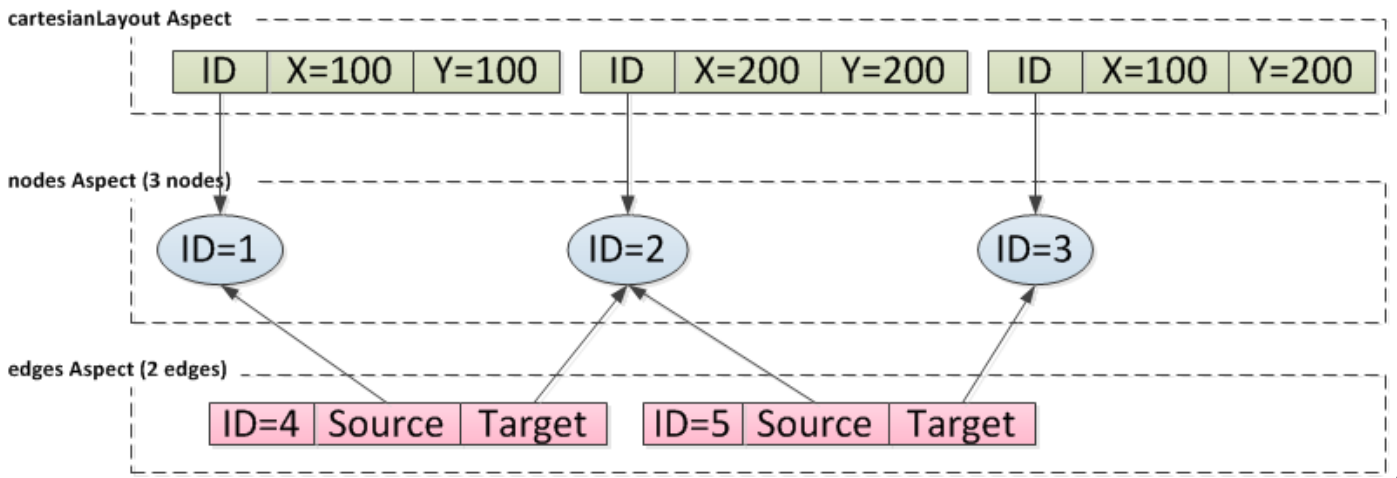 cartesianLayout Aspect
ID X=100 Y=100 ID X=200 Y=200 ID X=100 Y=200
nodes Aspect (3 nodes)
ID=1 ID=2 ID=3
edges Aspect (2 edges)
ID=4 Source Target ID=5 Source Target